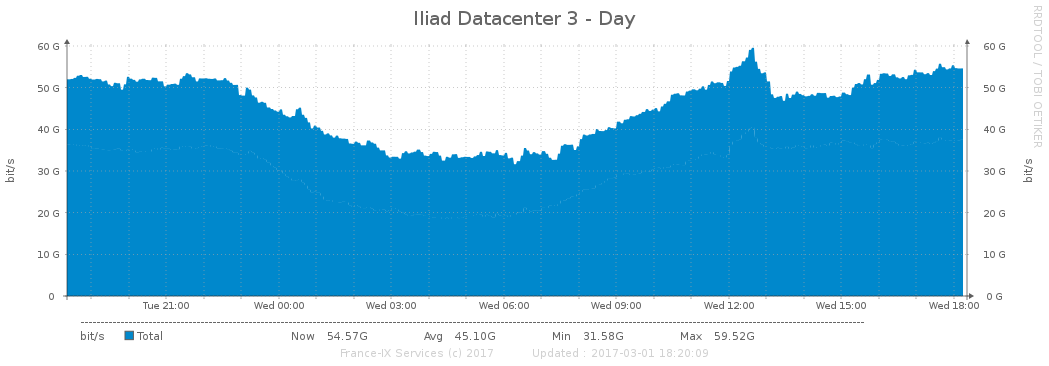 Iliad Datacenter 3 - Day
RRDTOOL / TOBI OETIKER
60 G 60 G
50 G 50 G
40 G 40 G
30 G 30 G
20 G 20 G
10 G 10 G
0 0 G
bit/s bit/s
Tue 21:00 Wed 00:00 Wed 03:00 Wed 06:00 Wed 09:00 Wed 12:00 Wed 15:00 Wed 18:00
bit/s Total Now 54.57G Avg 45.10G Min 31.58G Max 59.52G
France-IX Services (c) 2017 Updated : 2017-03-01 18:20:09